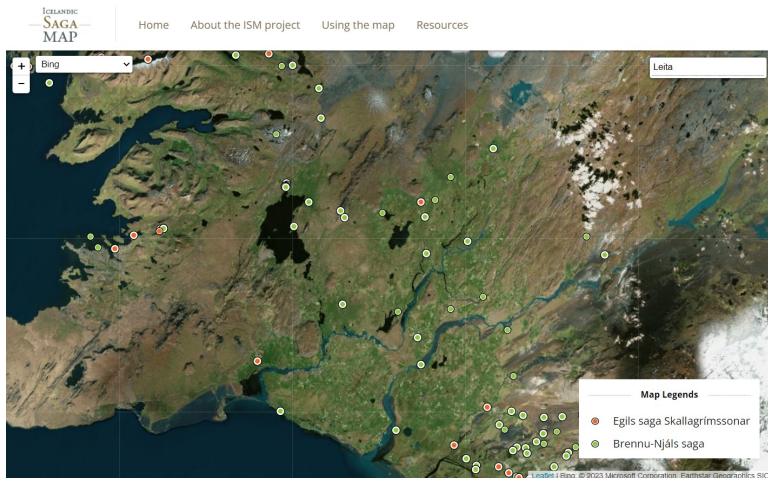 ICELANDIC
SAGA
MAP
Home About the ISM project Using the map Resources
+
−
Bing
Leita
Map Legends
Egils saga Skallagrímssonar
Brennu-Njáls saga
Leaflet | Bing, © 2023 Microsoft Corporation, Earthstar Geographics SIO